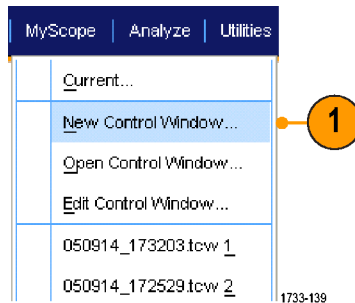 MyScope | Analyze | Utilities
Current...
New Control Window...
1
Open Control Window...
Edit Control Window...
050914_173203.tcw 1
050914_172529.tcw 2
1733-139